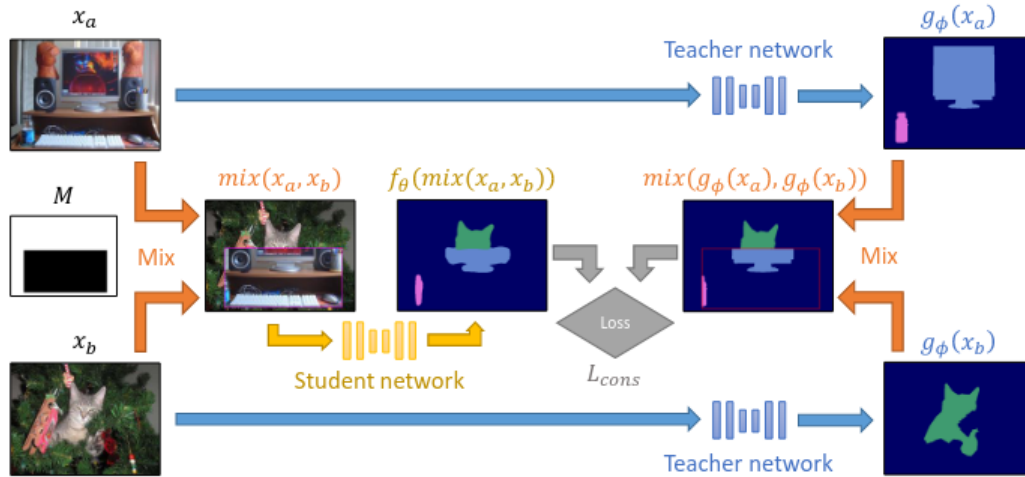 x_a
g_ϕ(x_a)
Teacher network
M
mix(x_a, x_b)
f_θ(mix(x_a, x_b))
mix(g_ϕ(x_a), g_ϕ(x_b))
Mix
Mix
Loss
x_b
Student network
L_cons
g_ϕ(x_b)
Teacher network